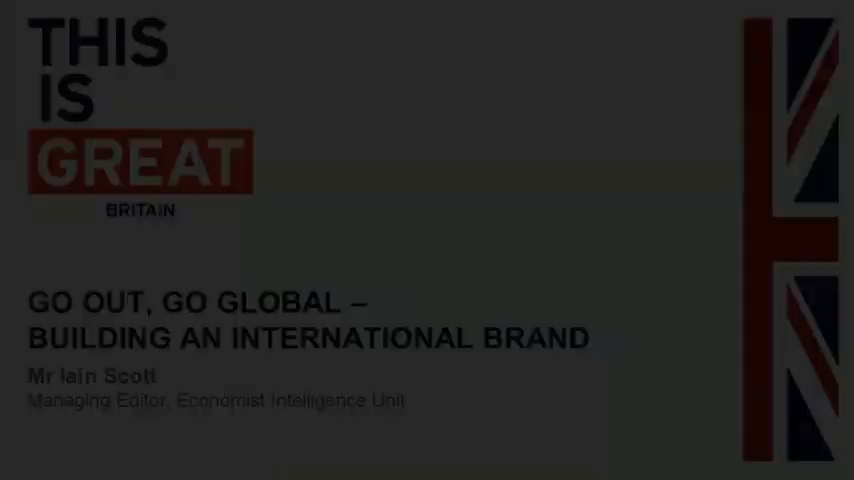 THIS
IS
GREAT
BRITAIN
GO OUT, GO GLOBAL –
BUILDING AN INTERNATIONAL BRAND
Mr Iain Scott
Managing Editor, Economist Intelligence Unit